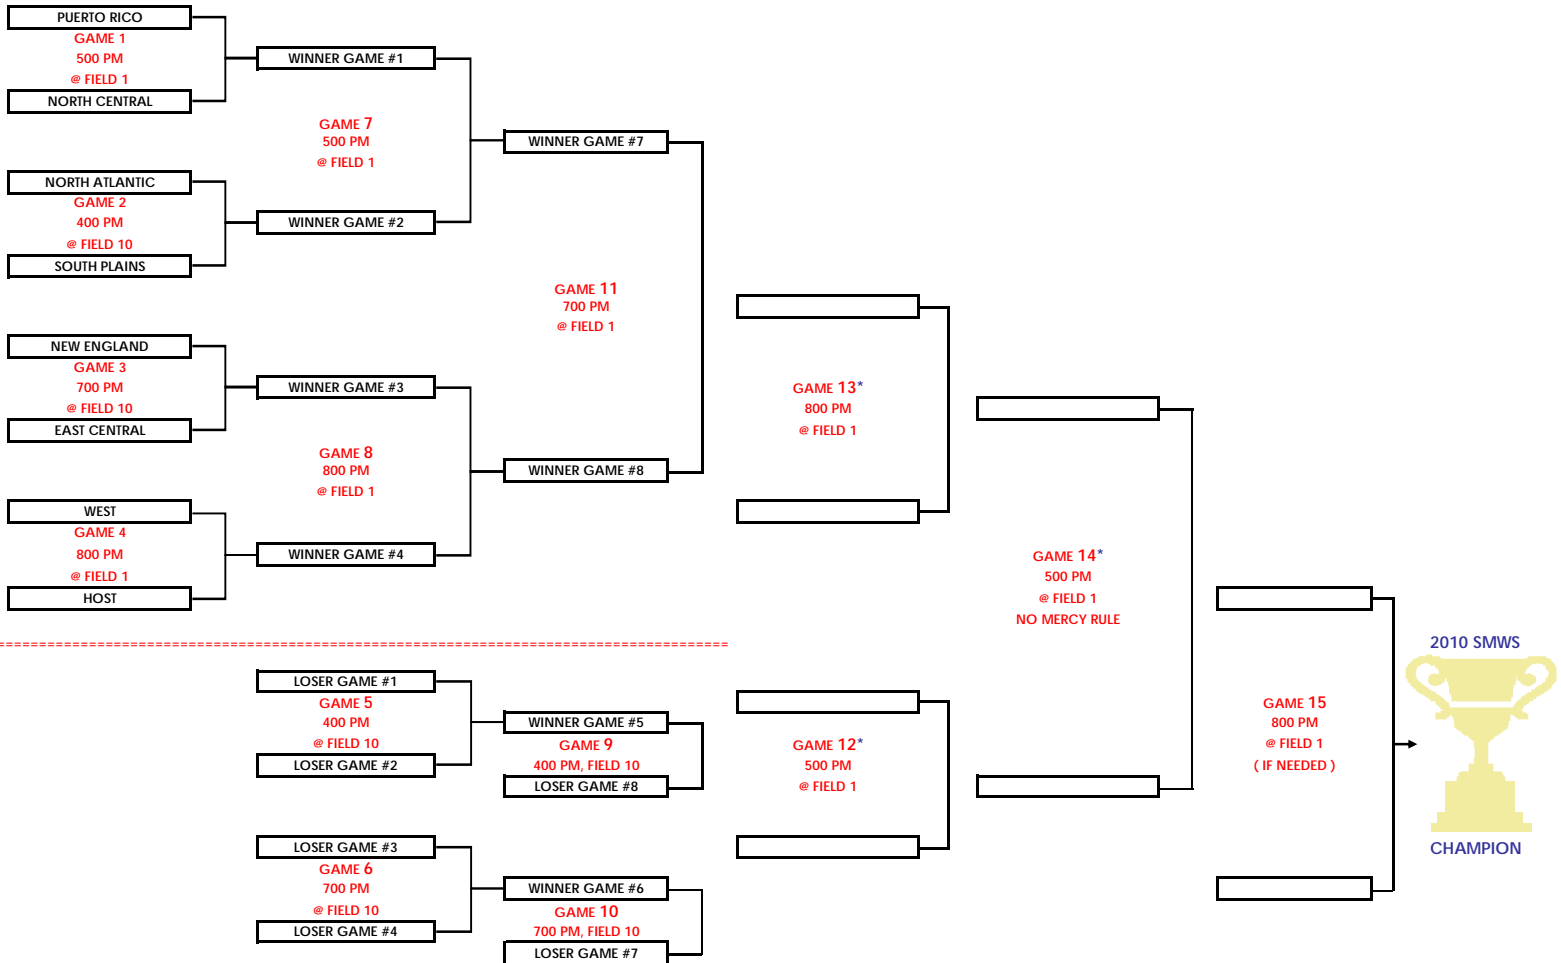 PUERTO RICO
GAME 1
500 PM
@ FIELD 1
NORTH CENTRAL
NORTH ATLANTIC
GAME 2
400 PM
@ FIELD 10
SOUTH PLAINS
NEW ENGLAND
GAME 3
700 PM
@ FIELD 10
EAST CENTRAL
WEST
GAME 4
800 PM
@ FIELD 1
HOST
WINNER GAME #1
GAME 7
500 PM
@ FIELD 1
WINNER GAME #2
WINNER GAME #3
GAME 8
800 PM
@ FIELD 1
WINNER GAME #4
WINNER GAME #7
GAME 11
700 PM
@ FIELD 1
WINNER GAME #8
GAME 13*
800 PM
@ FIELD 1
GAME 14*
500 PM
@ FIELD 1
NO MERCY RULE
==========
LOSER GAME #1
GAME 5
400 PM
@ FIELD 10
LOSER GAME #2
LOSER GAME #3
GAME 6
700 PM
@ FIELD 10
LOSER GAME #4
WINNER GAME #5
GAME 9
400 PM, FIELD 10
LOSER GAME #8
WINNER GAME #6
GAME 10
700 PM, FIELD 10
LOSER GAME #7
GAME 12*
500 PM
@ FIELD 1
GAME 15
800 PM
@ FIELD 1
( IF NEEDED )
2010 SMWS
CHAMPION